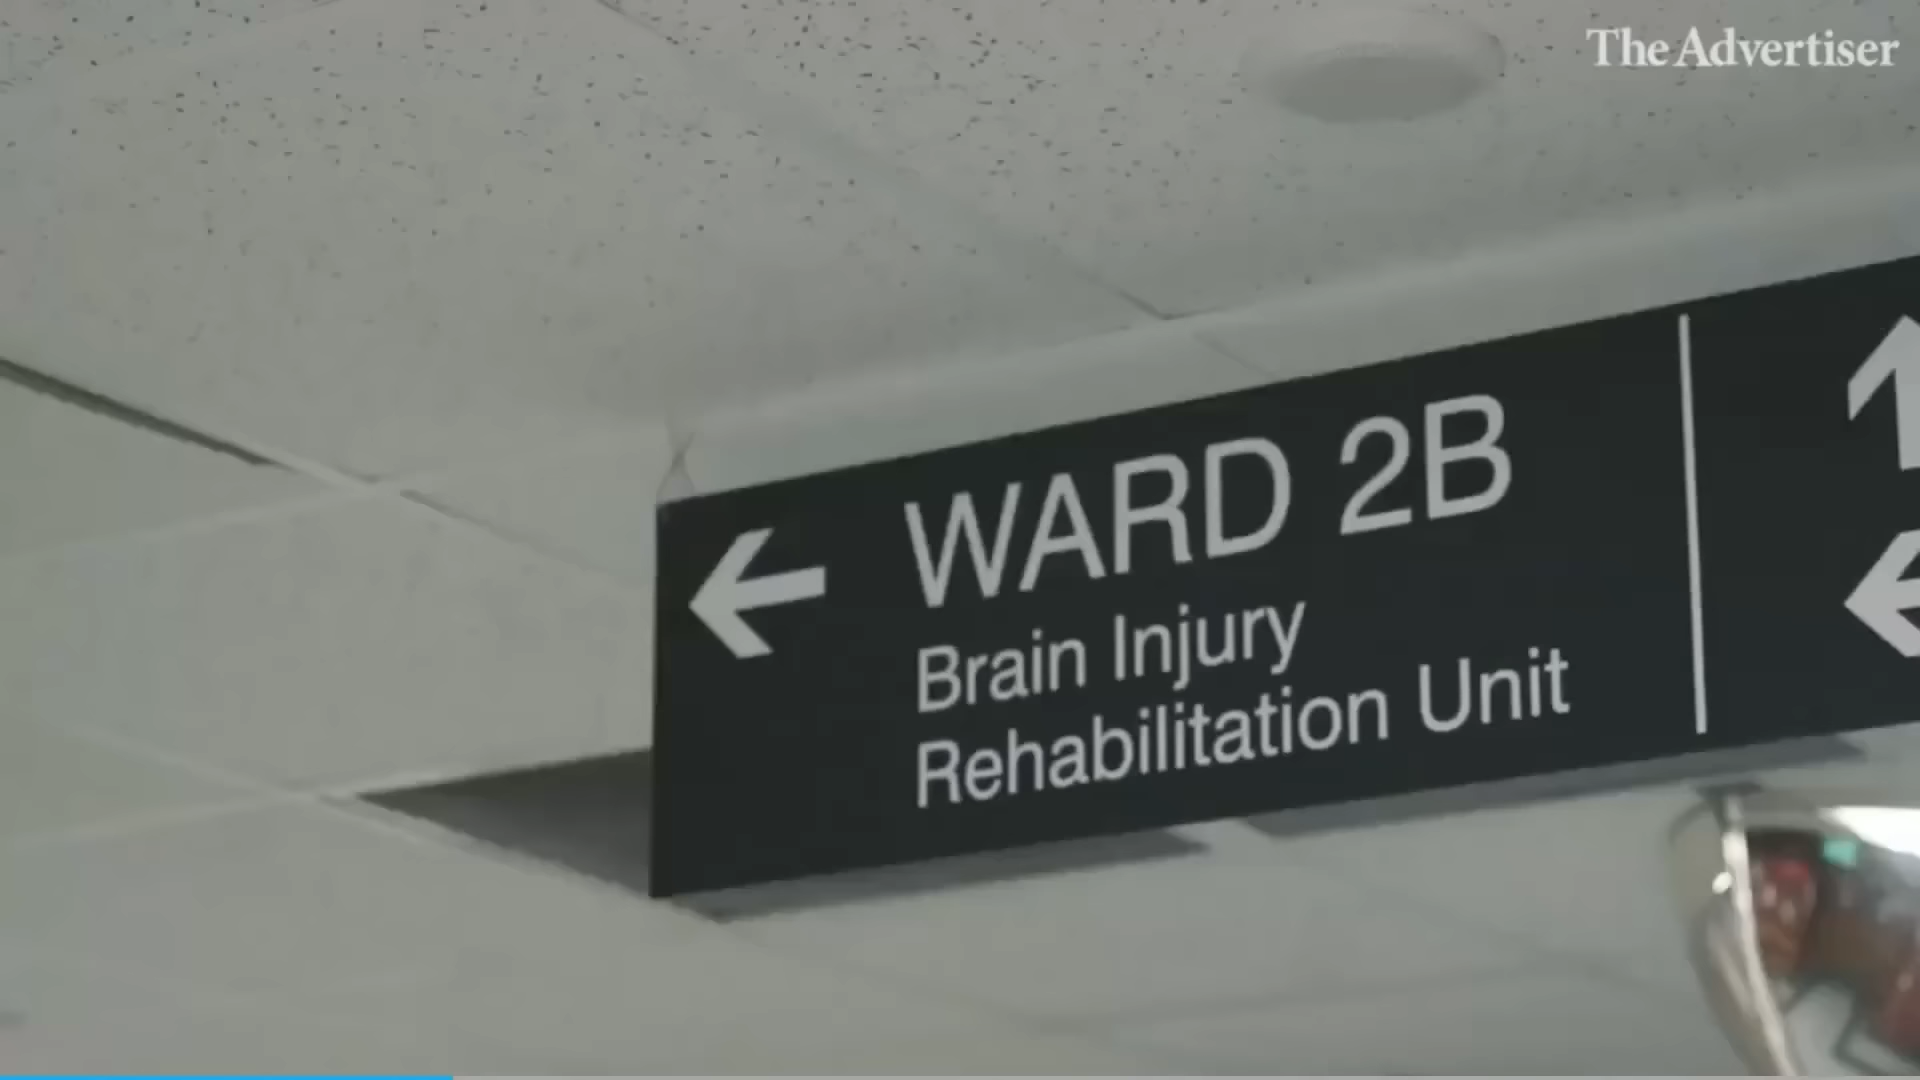 The Advertiser
WARD 2B
Brain Injury
Rehabilitation Unit